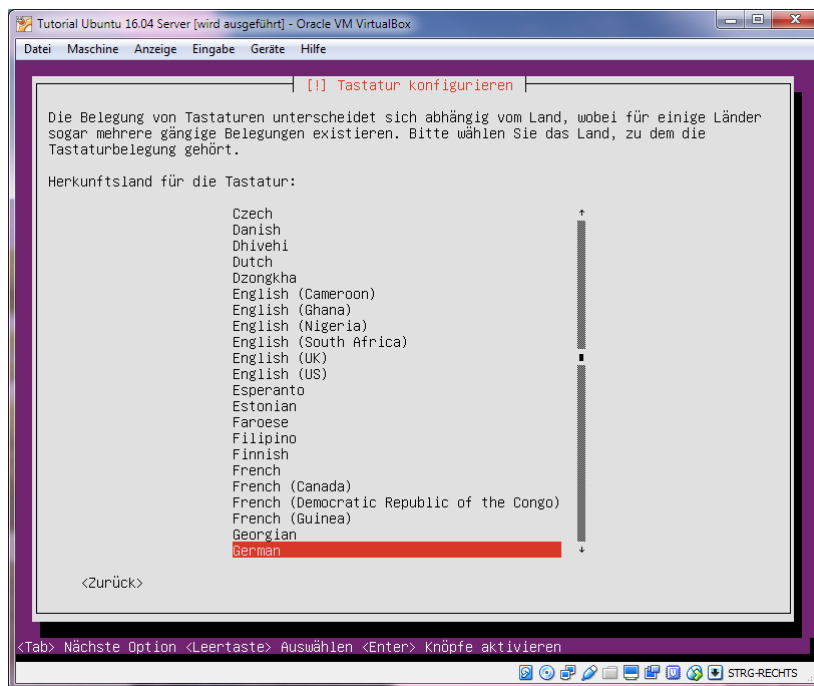 Tutorial Ubuntu 16.04 Server [wird ausgeführt] - Oracle VM VirtualBox
Datei Maschine Anzeige Eingabe Geräte Hilfe
[!] Tastatur konfigurieren
Die Belegung von Tastaturen unterscheidet sich abhängig vom Land, wobei für einige Länder
sogar mehrere gängige Belegungen existieren. Bitte wählen Sie das Land, zu dem die
Tastaturbelegung gehört.
Herkunftsland für die Tastatur:
Czech
Danish
Dhivehi
Dutch
Dzongkha
English (Cameroon)
English (Ghana)
English (Nigeria)
English (South Africa)
English (UK)
English (US)
Esperanto
Estonian
Faroese
Filipino
Finnish
French
French (Canada)
French (Democratic Republic of the Congo)
French (Guinea)
Georgian
German
<Zurück>
<Tab> Nächste Option <Leertaste> Auswählen <Enter> Knöpfe aktivieren
STRG-RECHTS